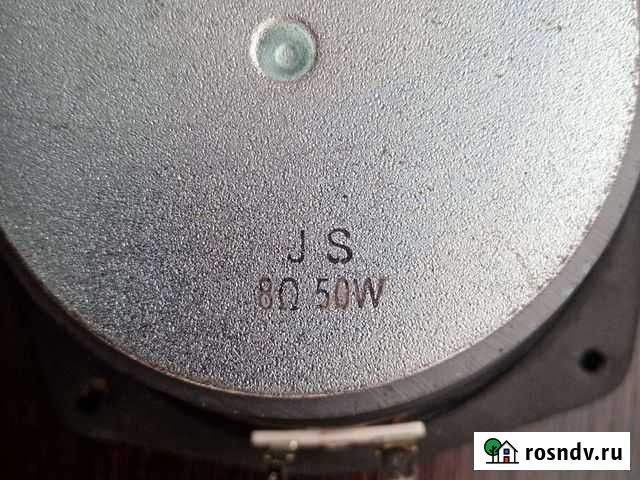 J S
8Ω 50W
rosndv.ru